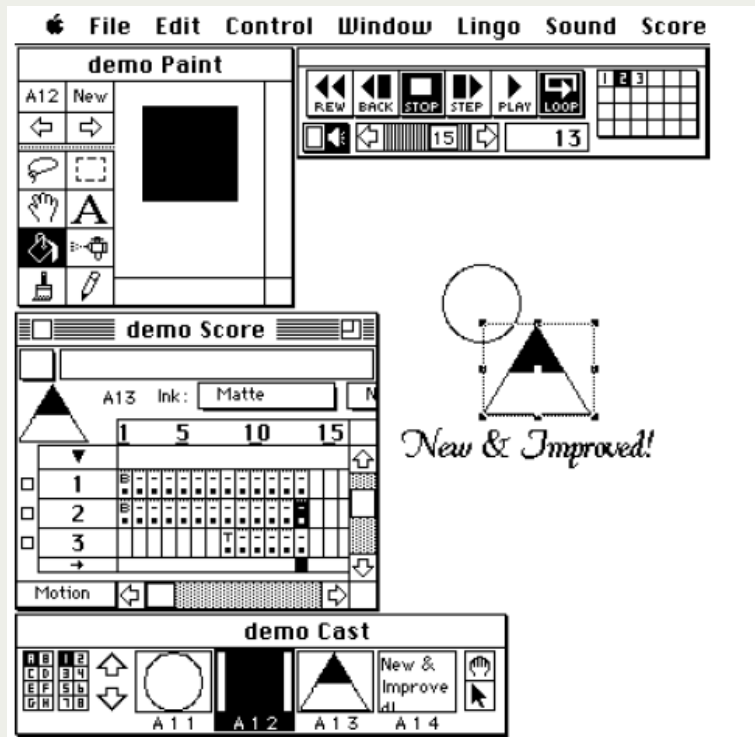 File Edit Control Window Lingo Sound Score
demo Paint
A12 New
REW BACK STOP STEP PLAY LOOP
1 2 3
15
13
A
demo Score
A13 Ink: Matte N
1 5 10 15
1 B
2 B
3 T
Motion
New & Improved!
demo Cast
A B 1 2
C D 3 4
E F 5 6
G H 7 8
New &
Improve
d!
A11 A12 A13 A14